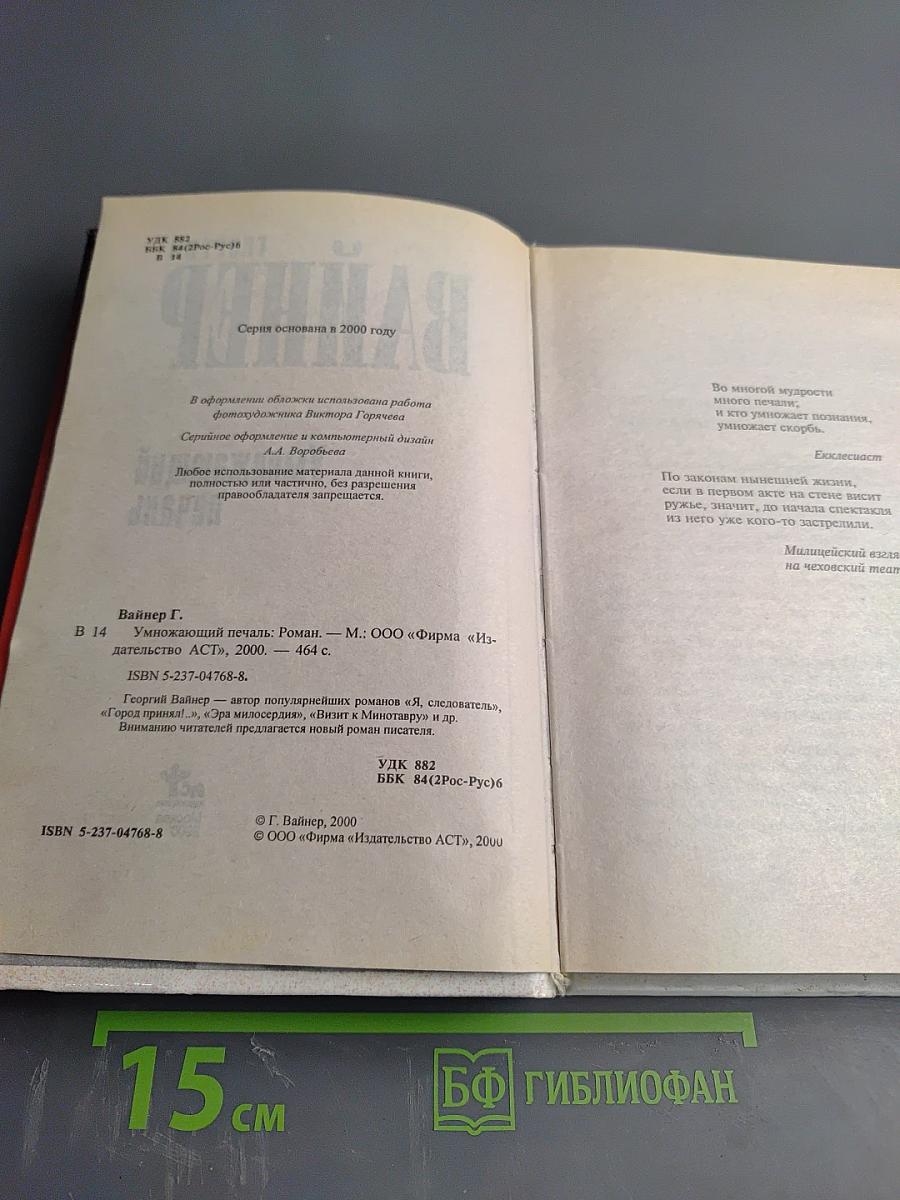 УДК 882
ББК 84(2Рос-Рус)6
В 14
ВАЙНЕР
Серия основана в 2000 году
В оформлении обложки использована работа
фотохудожника Виктора Горячева
Серийное оформление и компьютерный дизайн
А.А. Воробьева
Любое использование материала данной книги,
полностью или частично, без разрешения
правообладателя запрещается.
Вайнер Г.
В 14 Умножающий печаль: Роман. — М.: ООО «Фирма «Из-
дательство АСТ», 2000. — 464 с.
ISBN 5-237-04768-8.
Георгий Вайнер — автор популярнейших романов «Я, следователь»,
«Город принял!..», «Эра милосердия», «Визит к Минотавру» и др.
Вниманию читателей предлагается новый роман писателя.
УДК 882
ББК 84(2Рос-Рус)6
ISBN 5-237-04768-8
© Г. Вайнер, 2000
© ООО «Фирма «Издательство АСТ», 2000
Во многой мудрости
много печали;
и кто умножает познания,
умножает скорбь.
Екклесиаст
По законам нынешней жизни,
если в первом акте на стене висит
ружье, значит, до начала спектакля
из него уже кого-то застрелили.
Милицейский взгля
на чеховский теат
15 см
БФ ГИБЛИОФАН